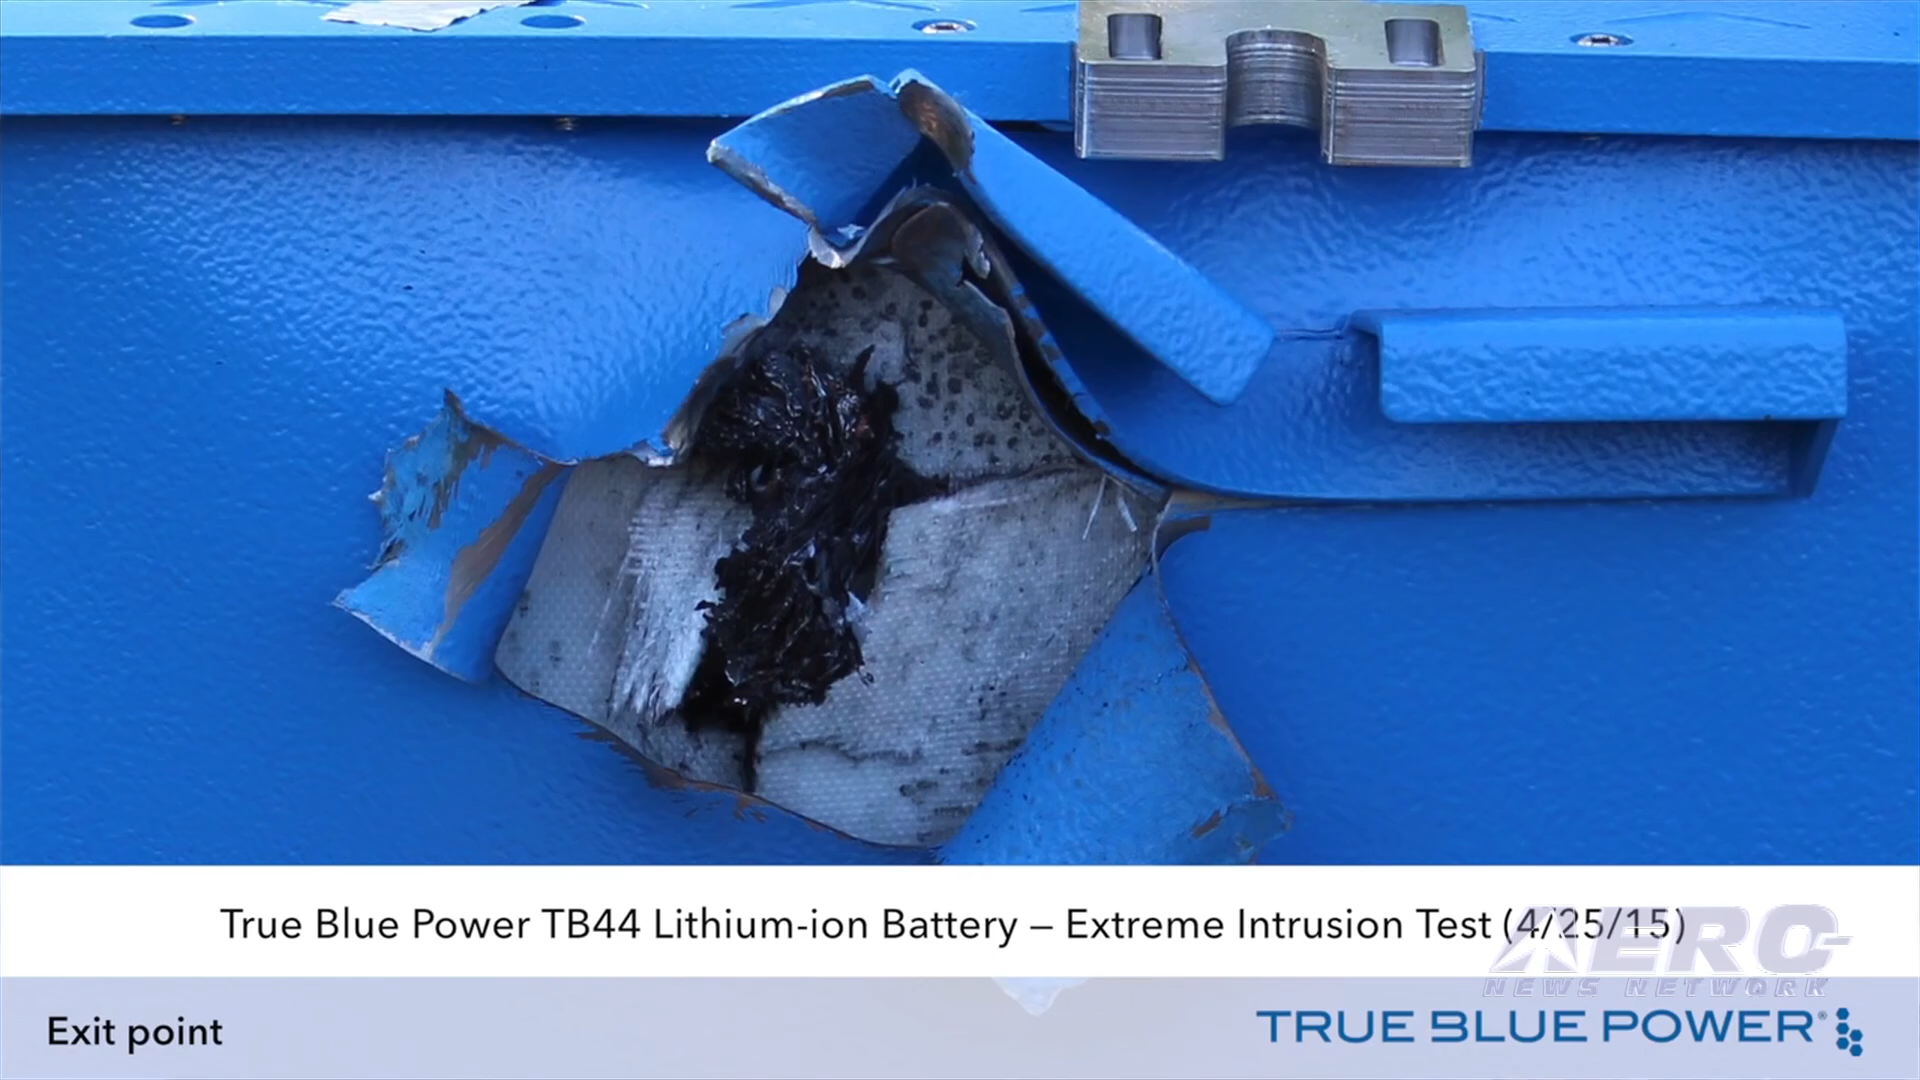 True Blue Power TB44 Lithium-ion Battery – Extreme Intrusion Test (4/25/15)
AERO-
NEWS NETWORK
Exit point
TRUE BLUE POWER®